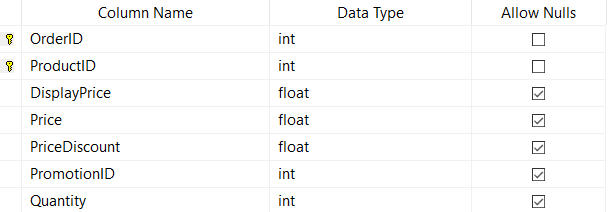 Column Name Data Type Allow Nulls
OrderID int
ProductID int
DisplayPrice float
Price float
PriceDiscount float
PromotionID int
Quantity int